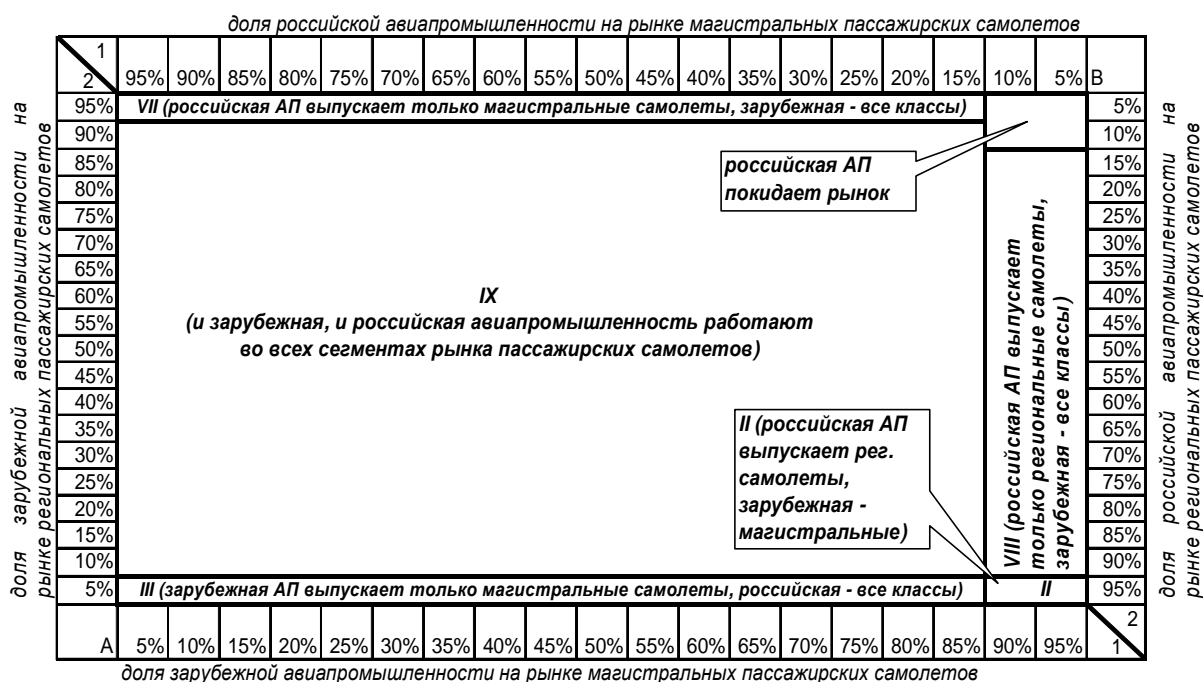 доля российской авиапромышленности на рынке магистральных пассажирских самолетов
1
2 95% 90% 85% 80% 75% 70% 65% 60% 55% 50% 45% 40% 35% 30% 25% 20% 15% 10% 5% В
95% VII (российская АП выпускает только магистральные самолеты, зарубежная - все классы) 5%
90% 10%
85% 15%
80% 20%
75% 25%
70% 30%
65% 35%
60% 40%
55% 45%
50% 50%
45% 55%
40% 60%
35% 65%
30% 70%
25% 75%
20% 80%
15% 85%
10% 90%
5% III (зарубежная АП выпускает только магистральные самолеты, российская - все классы) II 95%
российская АП
покидает рынок
IX
(и зарубежная, и российская авиапромышленность работают
во всех сегментах рынка пассажирских самолетов)
II (российская АП
выпускает рег.
самолеты,
зарубежная -
магистральные)
VIII (российская АП выпускает
только региональные самолеты,
зарубежная - все классы)
2
А 5% 10% 15% 20% 25% 30% 35% 40% 45% 50% 55% 60% 65% 70% 75% 80% 85% 90% 95% 1
доля зарубежной авиапромышленности на рынке магистральных пассажирских самолетов
доля зарубежной авиапромышленности на
рынке региональных пассажирских самолетов
доля российской авиапромышленности на
рынке региональных пассажирских самолетов